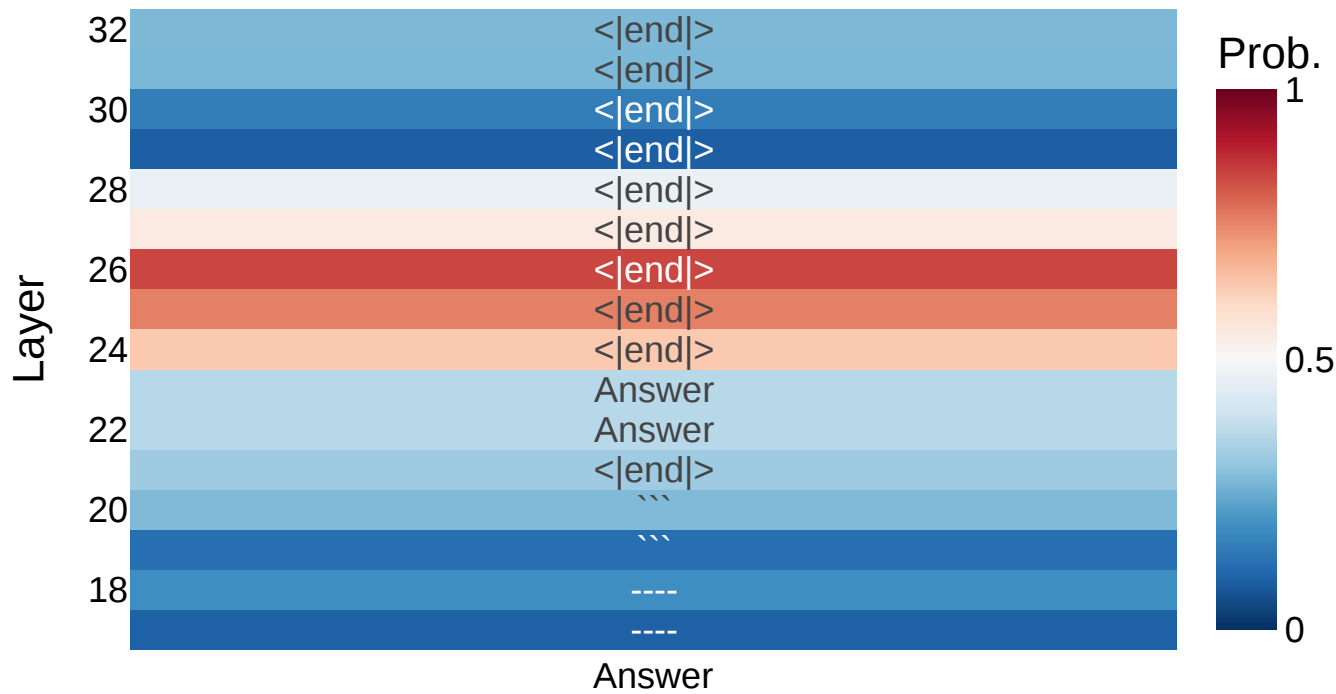 32 <|end|>
Prob.
<|end|>
1
30 <|end|>
<|end|>
28 <|end|>
<|end|>
Layer
26 <|end|>
<|end|>
24 <|end|>
0.5
Answer
22 Answer
<|end|>
20 ```
```
18 ----
----
0
Answer